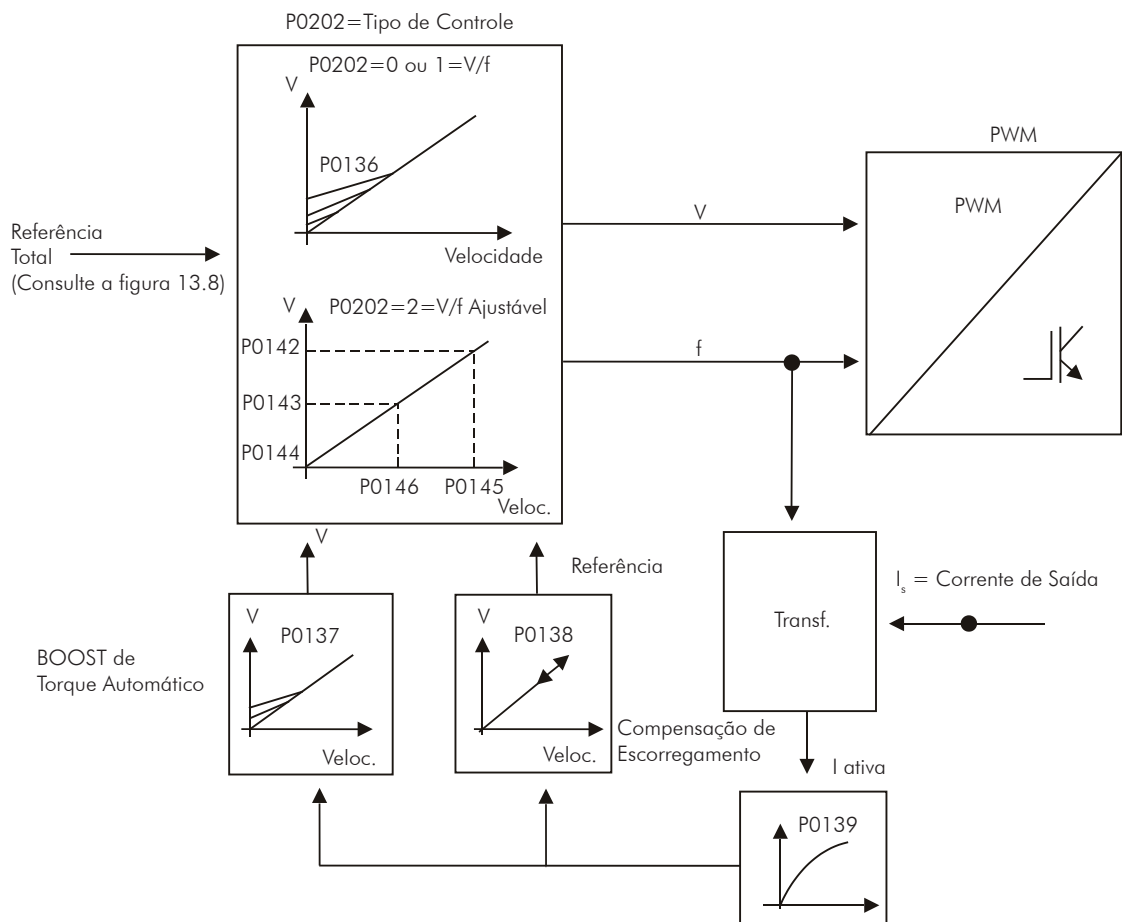 P0202=Tipo de Controle
P0202=0 ou 1=V/f
V
P0136
Velocidade
Referência
Total
(Consulte a figura 13.8)
V
P0202=2=V/f Ajustável
P0142
P0143
P0144
P0146
P0145
Veloc.
V
f
PWM
PWM
V
Referência
BOOST de
Torque Automático
V
P0137
Veloc.
V
P0138
Veloc.
Compensação de
Escorregamento
Transf.
Is = Corrente de Saída
I ativa
P0139